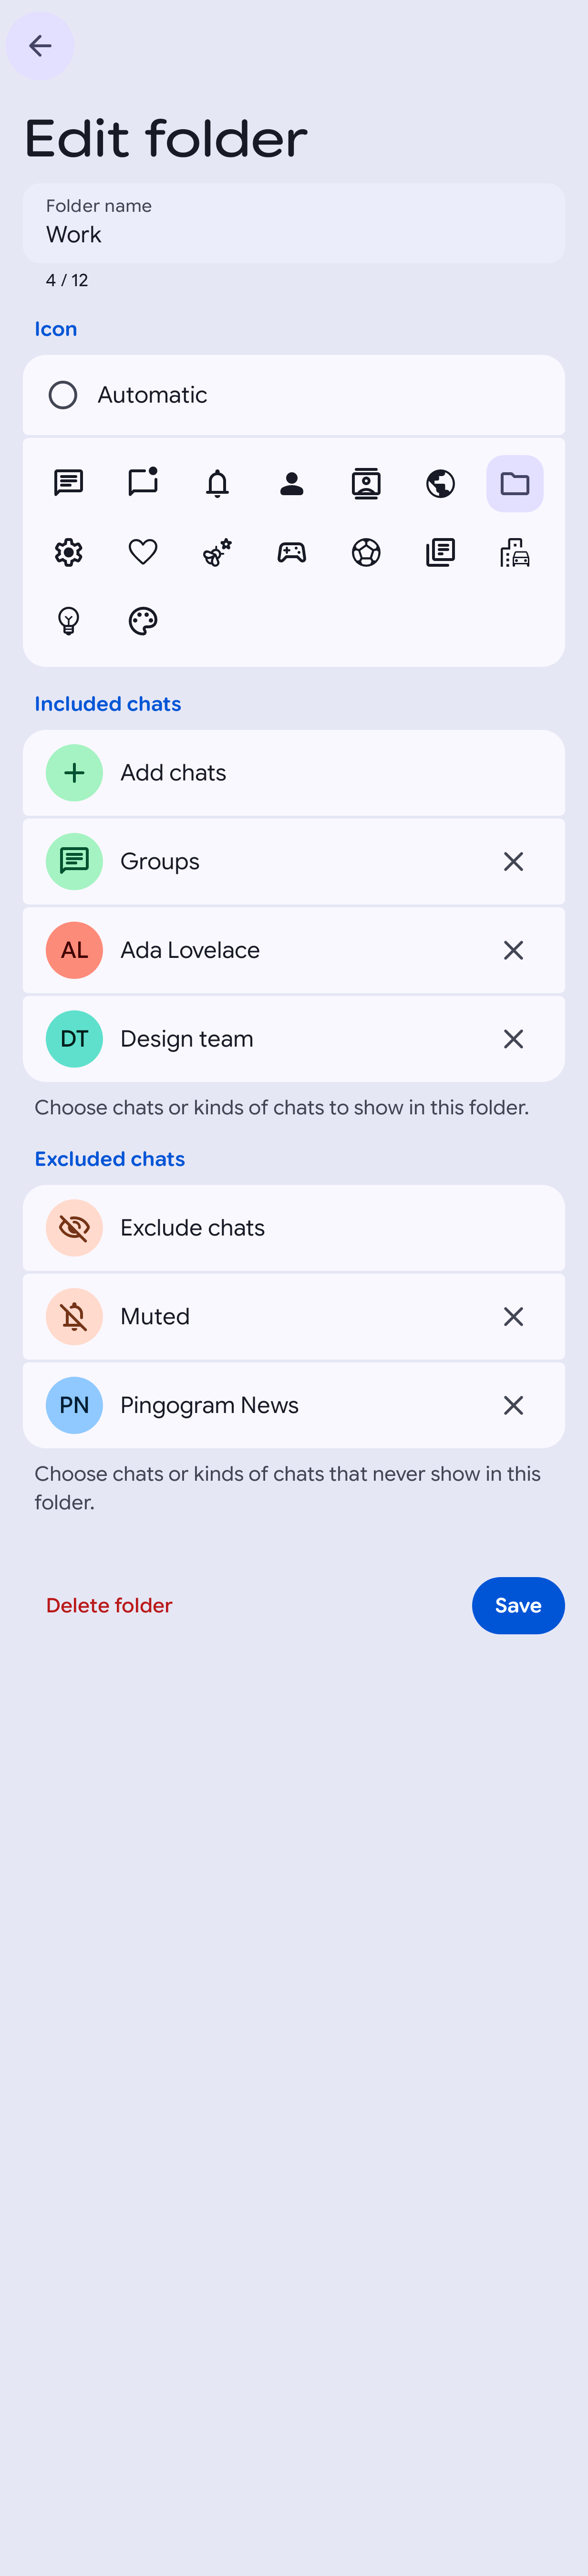 Edit folder
Folder name
Work
4 / 12
Icon
Automatic
Included chats
Add chats
Groups
AL
Ada Lovelace
DT
Design team
Choose chats or kinds of chats to show in this folder.
Excluded chats
Exclude chats
Muted
PN
Pingogram News
Choose chats or kinds of chats that never show in this
folder.
Delete folder
Save